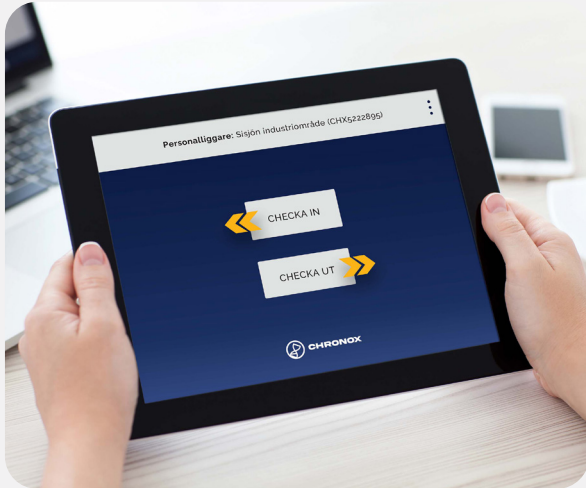 Personalliggare: Sisjön industriområde (CHX5222895)
CHECKA IN
CHECKA UT
CHRONOX